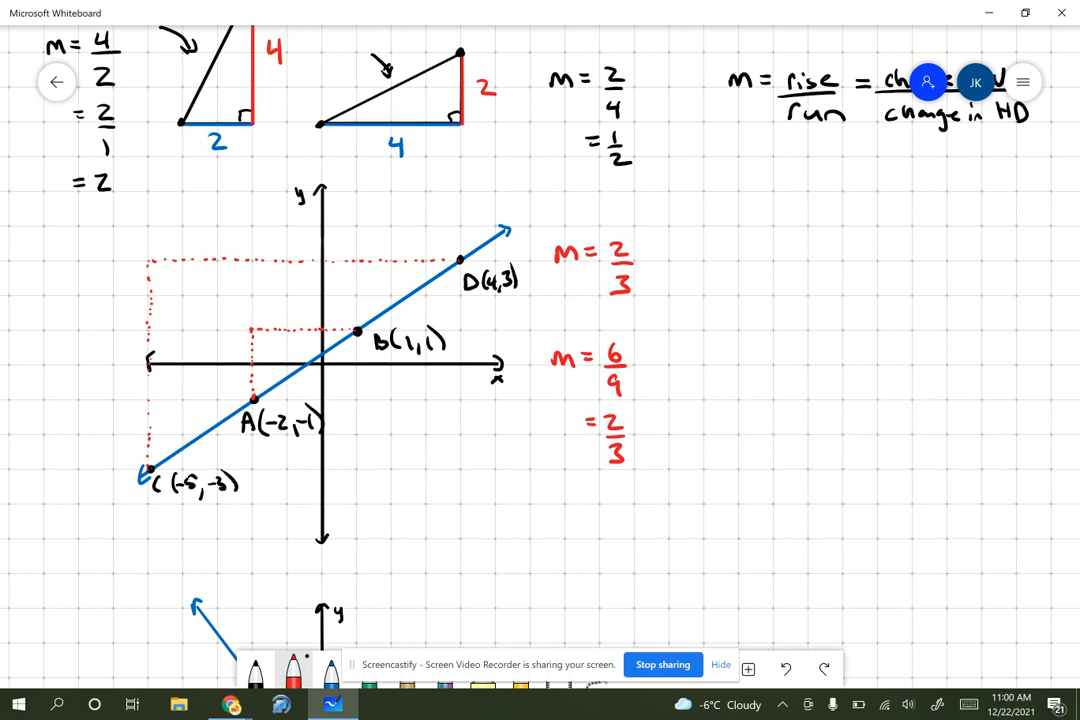 Microsoft Whiteboard
m = 4
2
= 2
1
= 2
4
2
2
4
m = 2
4
= 1
2
m = rise =
run change in HD
JK
y
x
D(4,3)
B(1,1)
A(-2,-1)
C(-5,-3)
m = 2
3
m = 6
9
= 2
3
y
Screencastify - Screen Video Recorder is sharing your screen.
Stop sharing
Hide
-6°C Cloudy
11:00 AM
12/22/2021
21